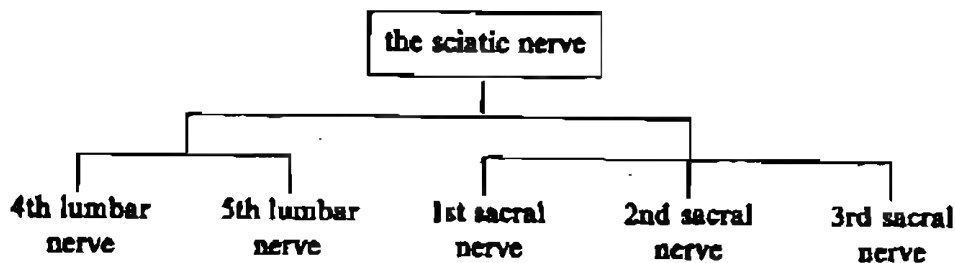 the sciatic nerve
4th lumbar
nerve
5th lumbar
nerve
1st sacral
nerve
2nd sacral
nerve
3rd sacral
nerve